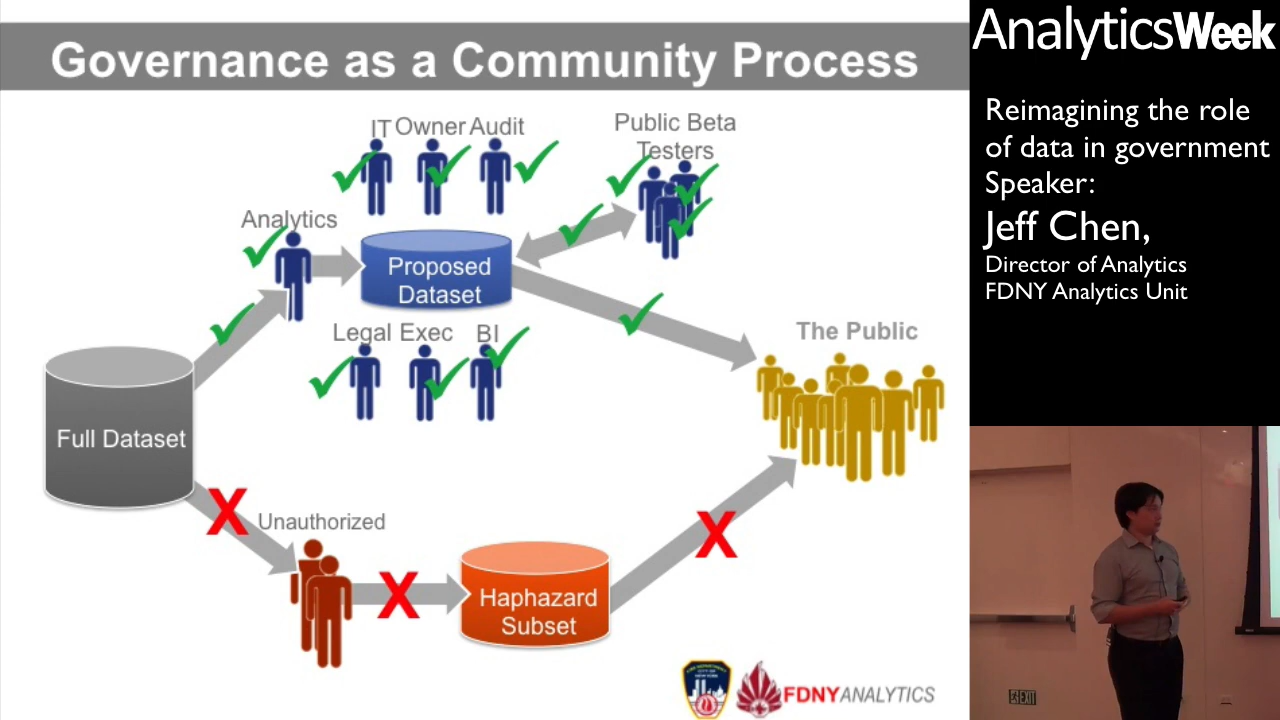 Governance as a Community Process
IT Owner Audit
Public Beta
Testers
Analytics
Proposed
Dataset
Legal Exec BI
The Public
Full Dataset
Unauthorized
Haphazard
Subset
X
X
X
FDNYANALYTICS
AnalyticsWeek
Reimagining the role
of data in government
Speaker:
Jeff Chen,
Director of Analytics
FDNY Analytics Unit
EXIT